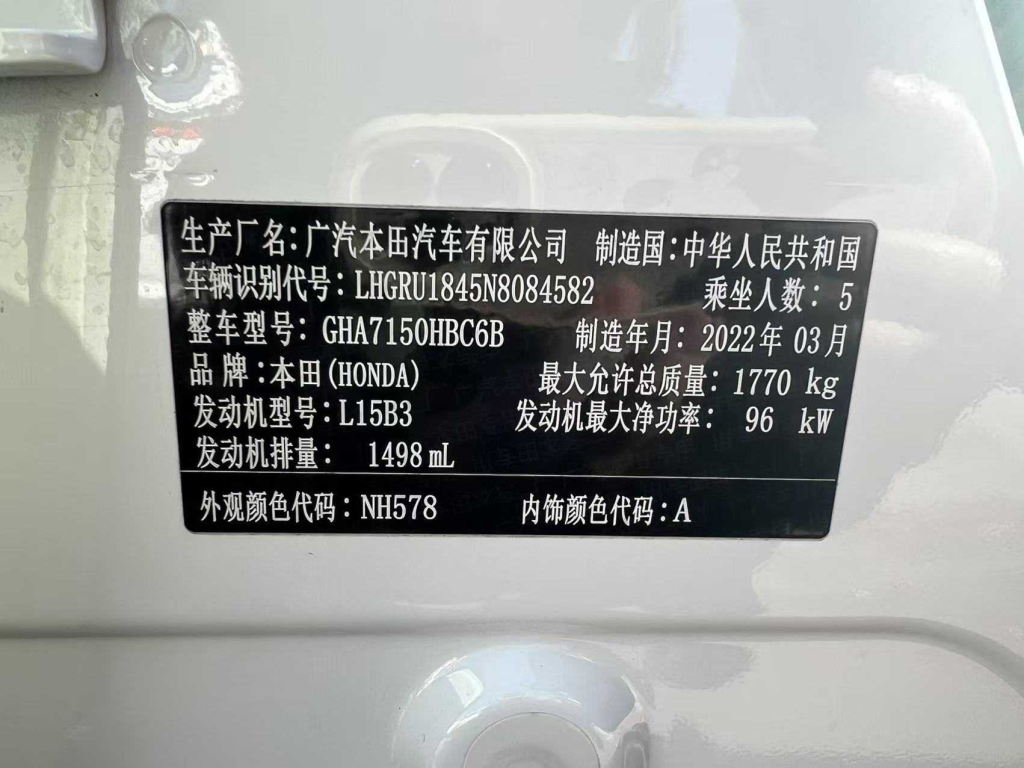 生产厂名：广汽本田汽车有限公司 制造国：中华人民共和国
车辆识别代号：LHGRU1845N8084582 乘坐人数：5
整车型号：GHA7150HBC6B 制造年月：2022年 03月
品 牌：本田(HONDA) 最大允许总质量：1770 kg
发动机型号：L15B3 发动机最大净功率：96 kW
发动机排量：1498 mL
外观颜色代码：NH578 内饰颜色代码：A